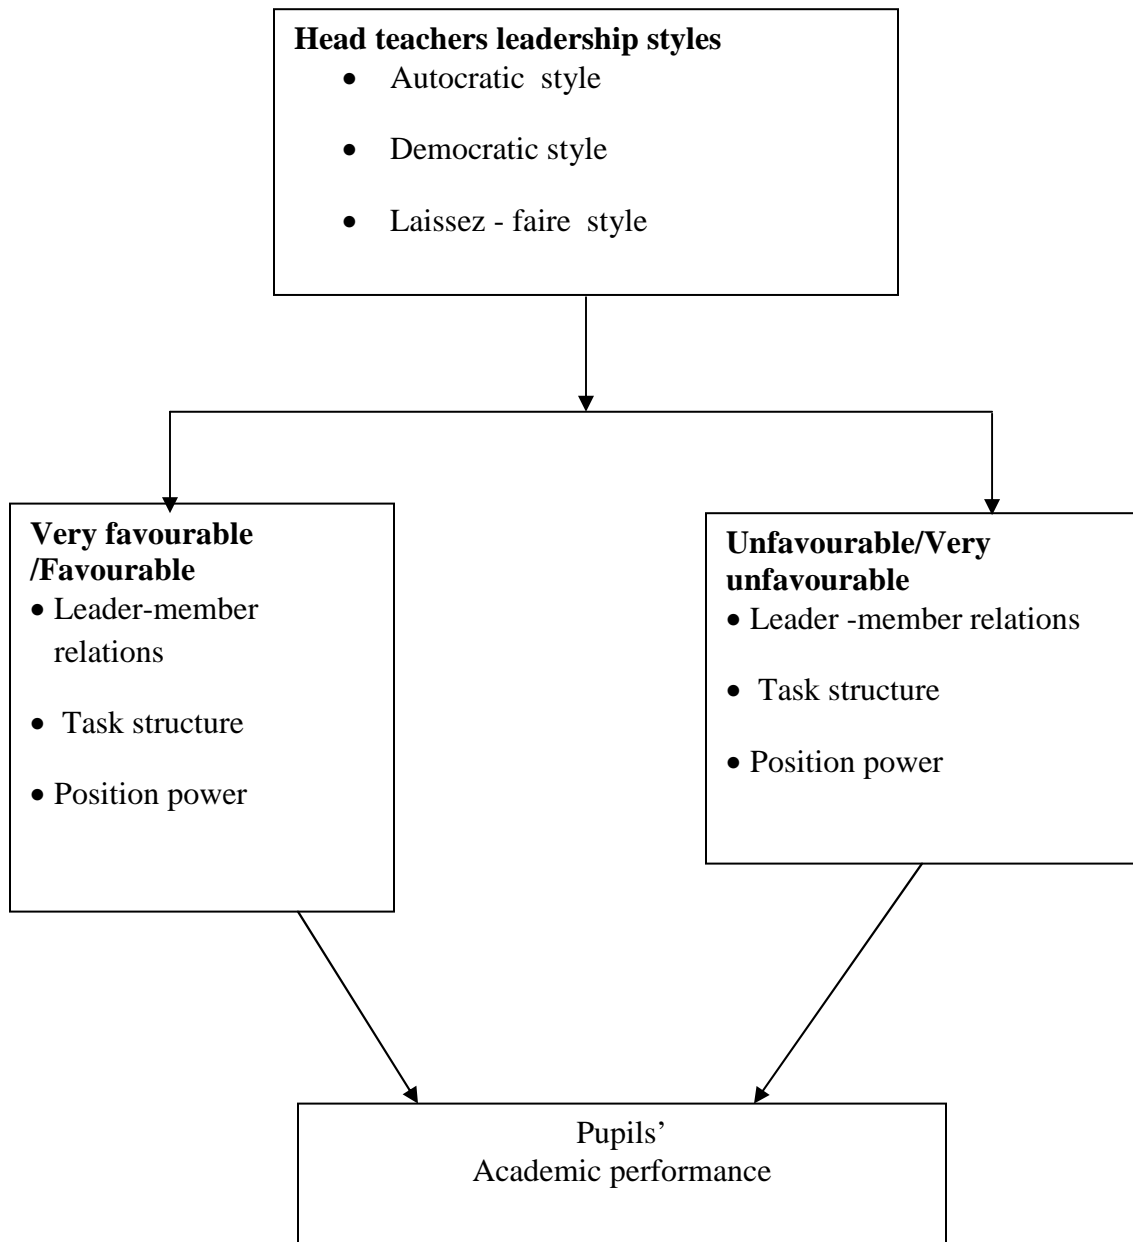 Head teachers leadership styles
• Autocratic style
• Democratic style
• Laissez - faire style
Very favourable
/Favourable
• Leader-member
relations
• Task structure
• Position power
Unfavourable/Very
unfavourable
• Leader -member relations
• Task structure
• Position power
Pupils’
Academic performance